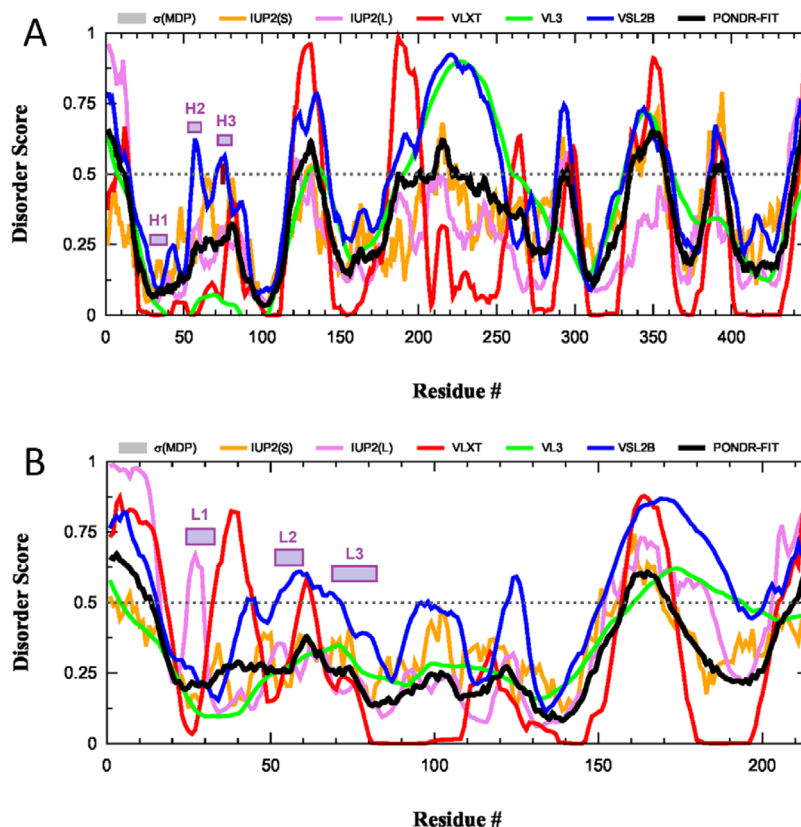 A
σ(MDP) IUP2(S) IUP2(L) VLXT VL3 VSL2B PONDR-FIT
1
0.75
0.5
0.25
0
Disorder Score
H1
H2
H3
0 50 100 150 200 250 300 350 400
Residue #
B
σ(MDP) IUP2(S) IUP2(L) VLXT VL3 VSL2B PONDR-FIT
1
0.75
0.5
0.25
0
Disorder Score
L1
L2
L3
0 50 100 150 200
Residue #